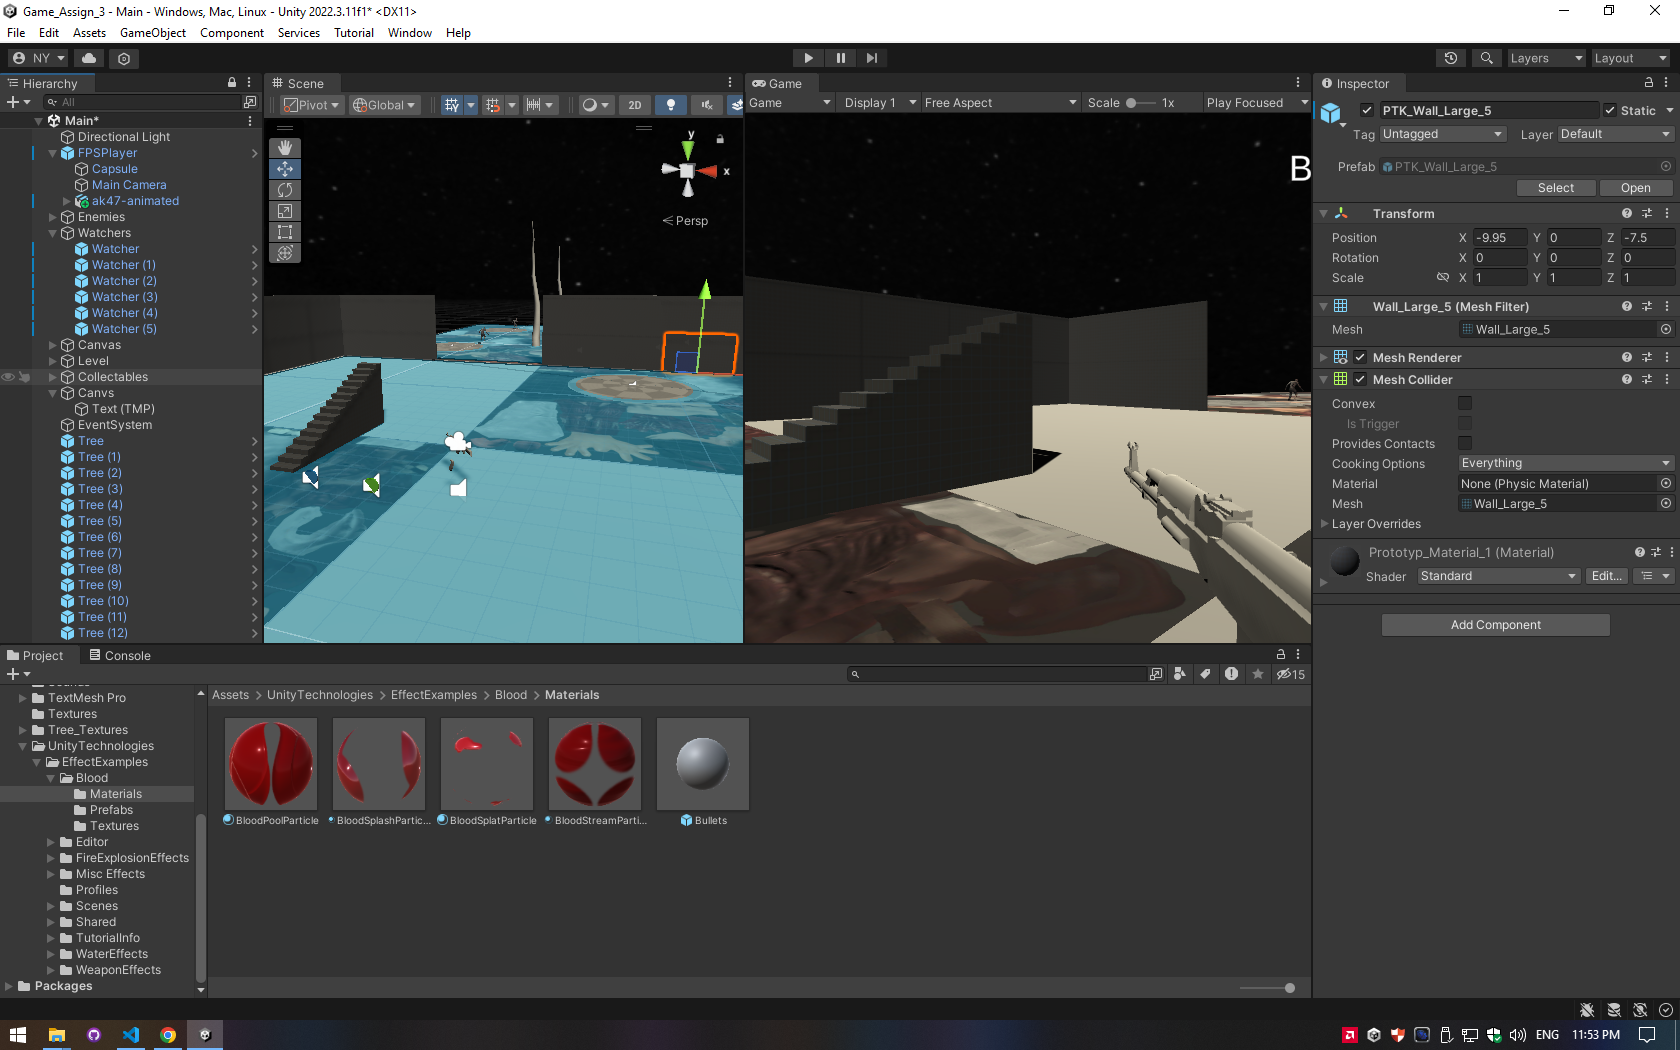 Game_Assign_3 - Main - Windows, Mac, Linux - Unity 2022.3.11f1* <DX11>
File Edit Assets GameObject Component Services Tutorial Window Help
NY
Layers Layout
Hierarchy
All
Main*
Directional Light
FPSPlayer
Capsule
Main Camera
ak47-animated
Enemies
Watchers
Watcher
Watcher (1)
Watcher (2)
Watcher (3)
Watcher (4)
Watcher (5)
Canvas
Level
Collectables
Canvs
Text (TMP)
EventSystem
Tree
Tree (1)
Tree (2)
Tree (3)
Tree (4)
Tree (5)
Tree (6)
Tree (7)
Tree (8)
Tree (9)
Tree (10)
Tree (11)
Tree (12)
Scene
Pivot Global 2D
y
x
Persp
Game
Game Display 1 Free Aspect Scale 1x Play Focused
B
Inspector
PTK_Wall_Large_5 Static
Tag Untagged Layer Default
Prefab PTK_Wall_Large_5
Select Open
Transform
Position X -9.95 Y 0 Z -7.5
Rotation X 0 Y 0 Z 0
Scale X 1 Y 1 Z 1
Wall_Large_5 (Mesh Filter)
Mesh Wall_Large_5
Mesh Renderer
Mesh Collider
Convex
Is Trigger
Provides Contacts
Cooking Options Everything
Material None (Physic Material)
Mesh Wall_Large_5
Layer Overrides
Prototyp_Material_1 (Material)
Shader Standard Edit...
Add Component
Project Console
15
TextMesh Pro
Textures
Tree_Textures
UnityTechnologies
EffectExamples
Blood
Materials
Prefabs
Textures
Editor
FireExplosionEffects
Misc Effects
Profiles
Scenes
Shared
TutorialInfo
WaterEffects
WeaponEffects
Packages
Assets > UnityTechnologies > EffectExamples > Blood > Materials
BloodPoolParticle BloodSplashPartic... BloodSplatParticle BloodStreamParti... Bullets
ENG 11:53 PM